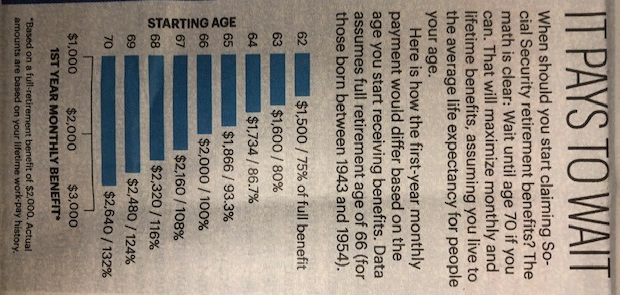 IT PAYS TO WAIT
When should you start claiming So-
cial Security retirement benefits? The
math is clear: Wait until age 70 if you
can. That will maximize monthly and
lifetime benefits, assuming you live to
the average life expectancy for people
your age.
Here is how the first-year monthly
payment would differ based on the
age you start receiving benefits. Data
assumes full retirement age of 66 (for
those born between 1943 and 1954).
STARTING AGE
62 $1,500 / 75% of full benefit
63 $1,600 / 80%
64 $1,734 / 86.7%
65 $1,866 / 93.3%
66 $2,000 / 100%
67 $2,160 / 108%
68 $2,320 / 116%
69 $2,480 / 124%
70 $2,640 / 132%
$1,000 $2,000 $3,000
1ST YEAR MONTHLY BENEFIT*
*Based on a full-retirement benefit of $2,000. Actual
amounts are based on your lifetime work-pay history.